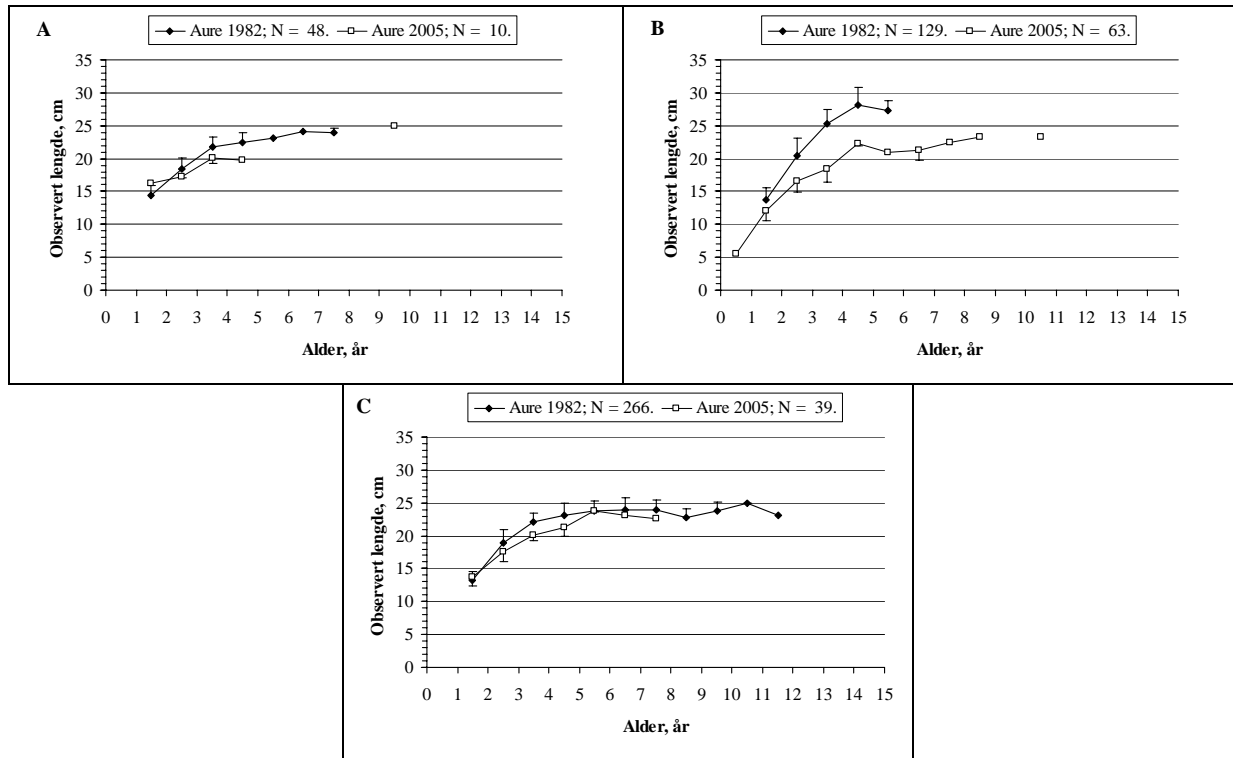 A
Aure 1982; N = 48. Aure 2005; N = 10.
35
30
25
20
15
10
5
0
Observert lengde, cm
0 1 2 3 4 5 6 7 8 9 10 11 12 13 14 15
Alder, år
B
Aure 1982; N = 129. Aure 2005; N = 63.
35
30
25
20
15
10
5
0
Observert lengde, cm
0 1 2 3 4 5 6 7 8 9 10 11 12 13 14 15
Alder, år
C
Aure 1982; N = 266. Aure 2005; N = 39.
35
30
25
20
15
10
5
0
Observert lengde, cm
0 1 2 3 4 5 6 7 8 9 10 11 12 13 14 15
Alder, år